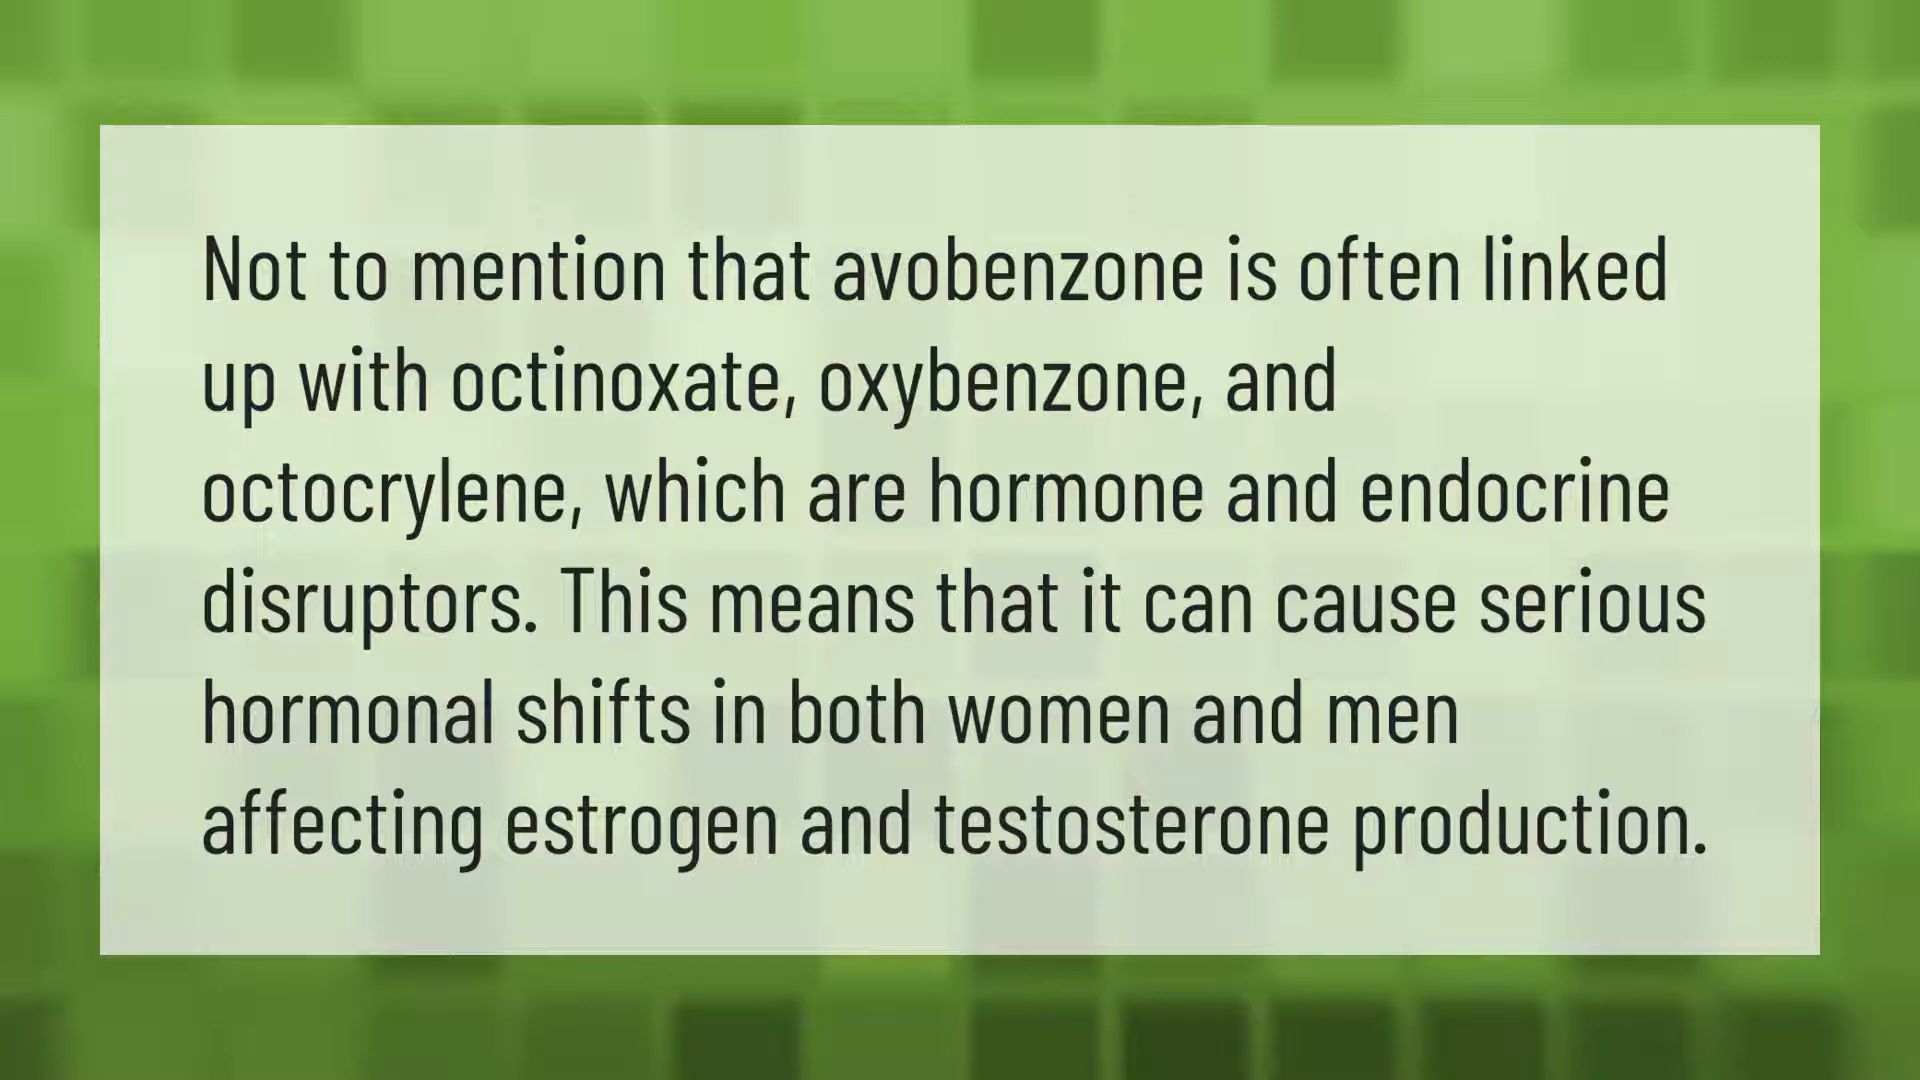 Not to mention that avobenzone is often linked
up with octinoxate, oxybenzone, and
octocrylene, which are hormone and endocrine
disruptors. This means that it can cause serious
hormonal shifts in both women and men
affecting estrogen and testosterone production.